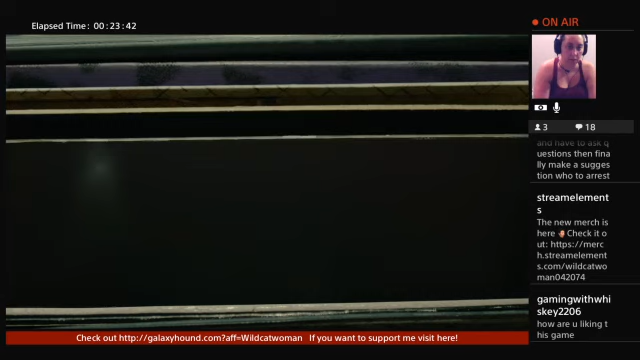 Elapsed Time: 00:23:42
ON AIR
3
18
and have to ask q
uestions then fina
lly make a sugges
tion who to arrest
streamelement
s
The new merch is
here Check it o
ut: https://merc
h.streamelement
s.com/wildcatwo
man042074
gamingwithwhi
skey2206
how are u liking t
his game
Check out http://galaxyhound.com?aff=Wildcatwoman If you want to support me visit here!